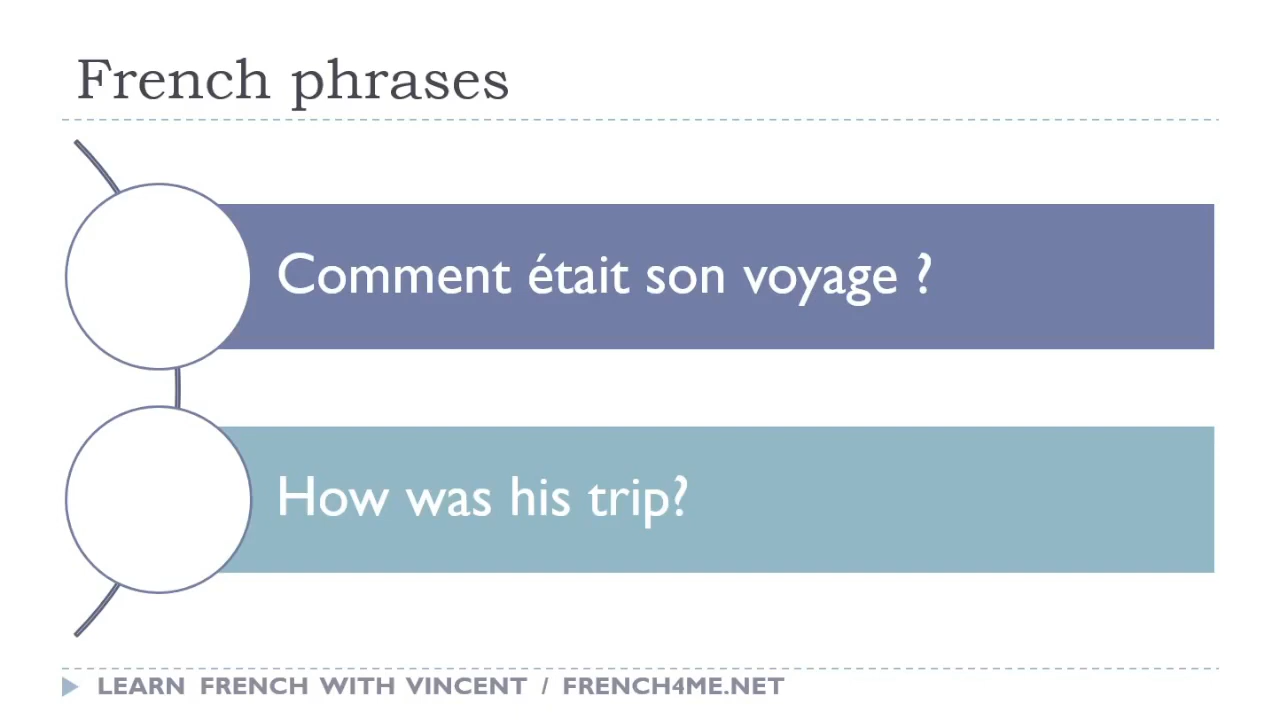 French phrases
Comment était son voyage ?
How was his trip?
LEARN FRENCH WITH VINCENT / FRENCH4ME.NET